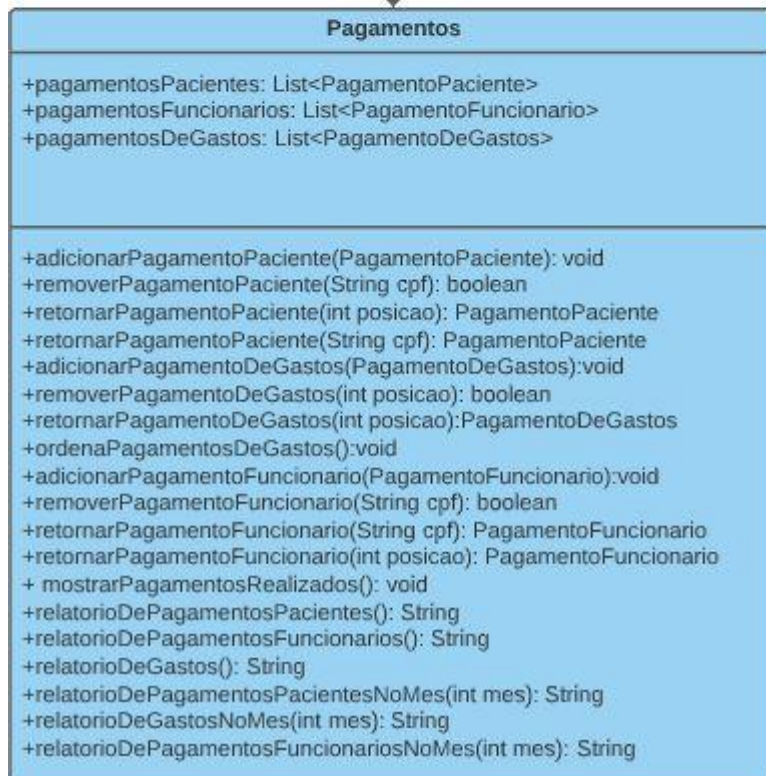 Pagamentos
+pagamentosPacientes: List<PagamentoPaciente>
+pagamentosFuncionarios: List<PagamentoFuncionario>
+pagamentosDeGastos: List<PagamentoDeGastos>
+adicionarPagamentoPaciente(PagamentoPaciente): void
+removerPagamentoPaciente(String cpf): boolean
+retornarPagamentoPaciente(int posicao): PagamentoPaciente
+retornarPagamentoPaciente(String cpf): PagamentoPaciente
+adicionarPagamentoDeGastos(PagamentoDeGastos):void
+removerPagamentoDeGastos(int posicao): boolean
+retornarPagamentoDeGastos(int posicao):PagamentoDeGastos
+ordenaPagamentosDeGastos():void
+adicionarPagamentoFuncionario(PagamentoFuncionario):void
+removerPagamentoFuncionario(String cpf): boolean
+retornarPagamentoFuncionario(String cpf): PagamentoFuncionario
+retornarPagamentoFuncionario(int posicao): PagamentoFuncionario
+ mostrarPagamentosRealizados(): void
+relatorioDePagamentosPacientes(): String
+relatorioDePagamentosFuncionarios(): String
+relatorioDeGastos(): String
+relatorioDePagamentosPacientesNoMes(int mes): String
+relatorioDeGastosNoMes(int mes): String
+relatorioDePagamentosFuncionariosNoMes(int mes): String